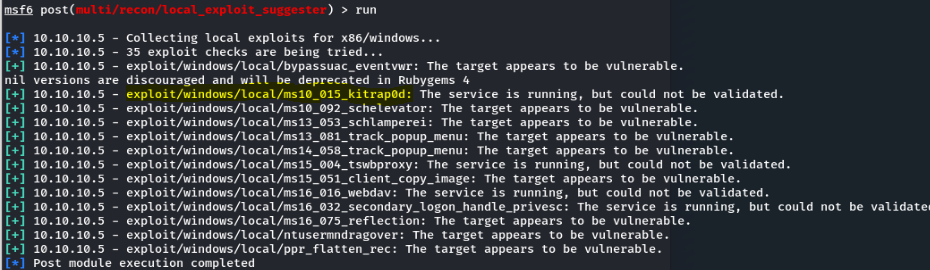 msf6 post(multi/recon/local_exploit_suggester) > run
[*] 10.10.10.5 - Collecting local exploits for x86/windows...
[*] 10.10.10.5 - 35 exploit checks are being tried...
[+] 10.10.10.5 - exploit/windows/local/bypassuac_eventvwr: The target appears to be vulnerable.
nil versions are discouraged and will be deprecated in Rubygems 4
[+] 10.10.10.5 - exploit/windows/local/ms10_015_kitrap0d: The service is running, but could not be validated.
[+] 10.10.10.5 - exploit/windows/local/ms10_092_schelevator: The target appears to be vulnerable.
[+] 10.10.10.5 - exploit/windows/local/ms13_053_schlamperei: The target appears to be vulnerable.
[+] 10.10.10.5 - exploit/windows/local/ms13_081_track_popup_menu: The target appears to be vulnerable.
[+] 10.10.10.5 - exploit/windows/local/ms14_058_track_popup_menu: The target appears to be vulnerable.
[+] 10.10.10.5 - exploit/windows/local/ms15_004_tswbproxy: The service is running, but could not be validated.
[+] 10.10.10.5 - exploit/windows/local/ms15_051_client_copy_image: The target appears to be vulnerable.
[+] 10.10.10.5 - exploit/windows/local/ms16_016_webdav: The service is running, but could not be validated.
[+] 10.10.10.5 - exploit/windows/local/ms16_032_secondary_logon_handle_privesc: The service is running, but could not be validate
[+] 10.10.10.5 - exploit/windows/local/ms16_075_reflection: The target appears to be vulnerable.
[+] 10.10.10.5 - exploit/windows/local/ntusermndragover: The target appears to be vulnerable.
[+] 10.10.10.5 - exploit/windows/local/ppr_flatten_rec: The target appears to be vulnerable.
[*] Post module execution completed